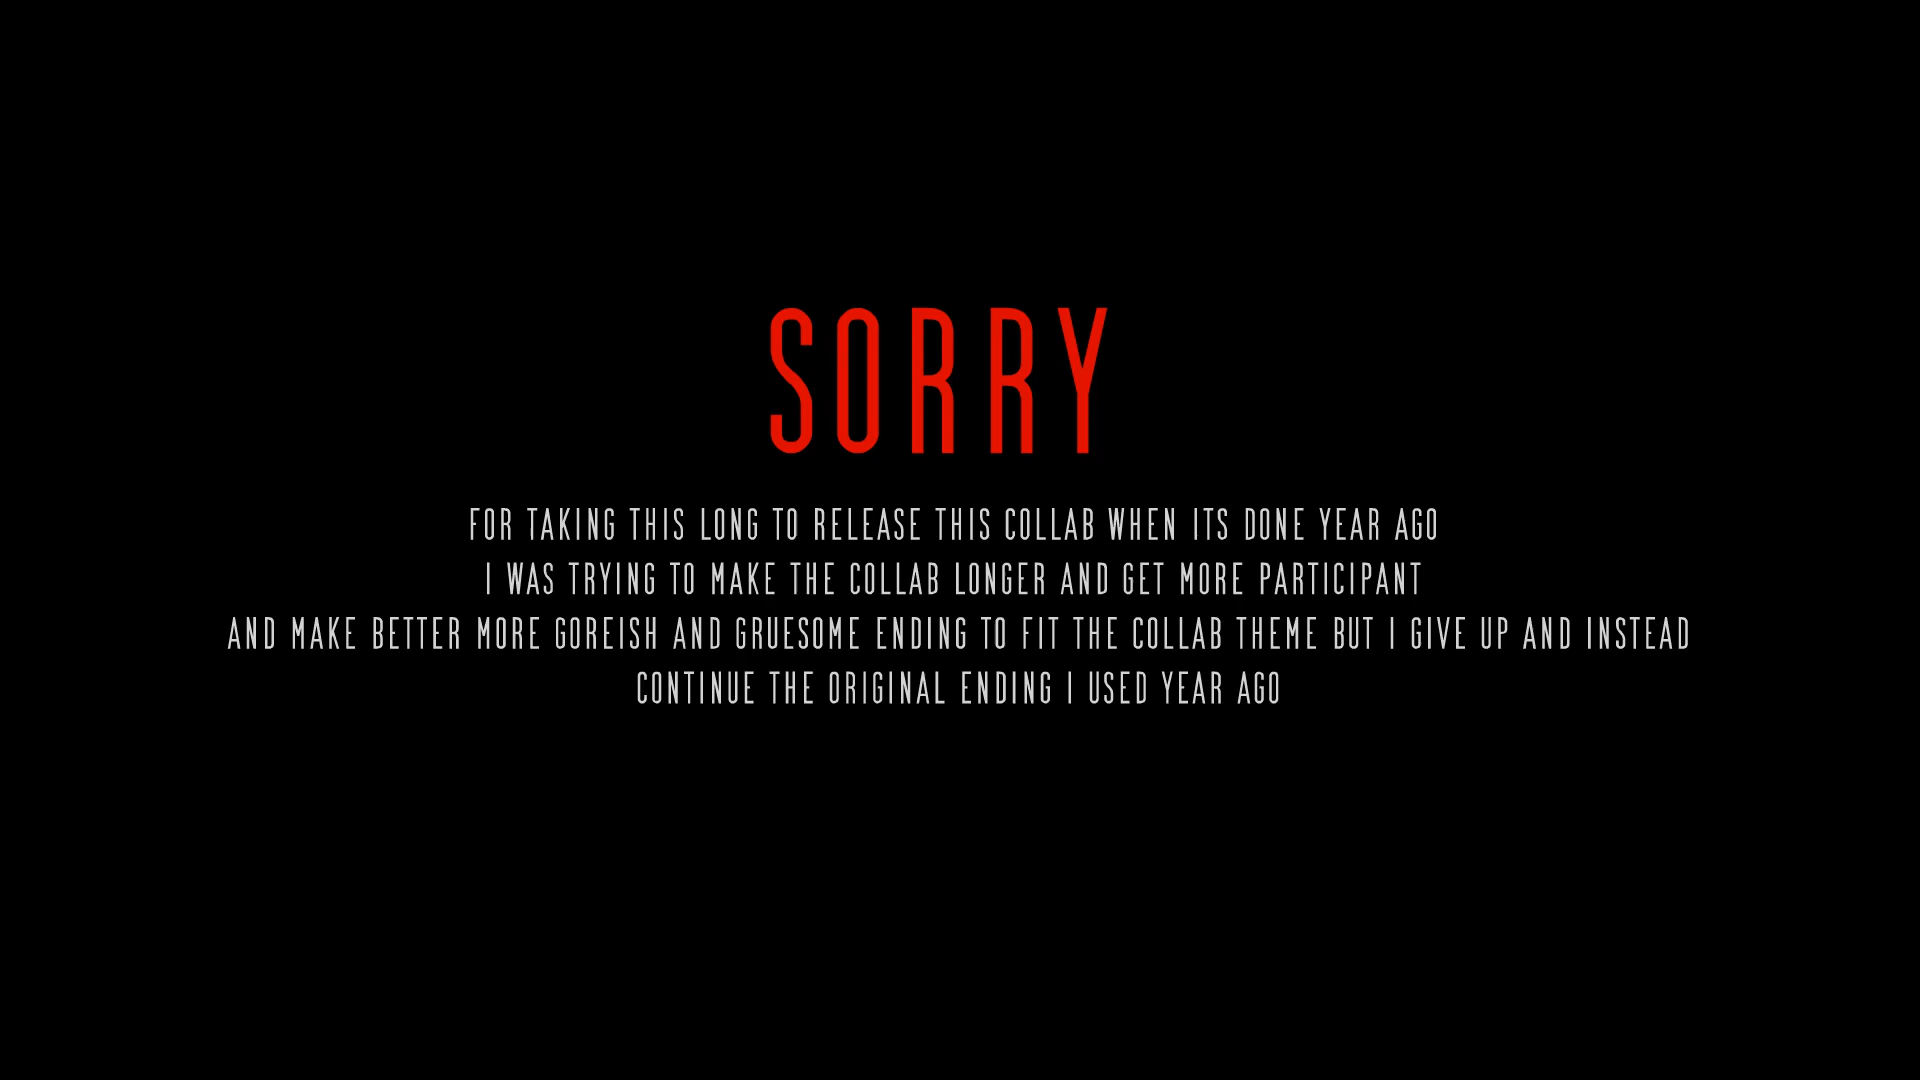 SORRY
FOR TAKING THIS LONG TO RELEASE THIS COLLAB WHEN ITS DONE YEAR AGO
I WAS TRYING TO MAKE THE COLLAB LONGER AND GET MORE PARTICIPANT
AND MAKE BETTER MORE GOREISH AND GRUESOME ENDING TO FIT THE COLLAB THEME BUT I GIVE UP AND INSTEAD
CONTINUE THE ORIGINAL ENDING I USED YEAR AGO